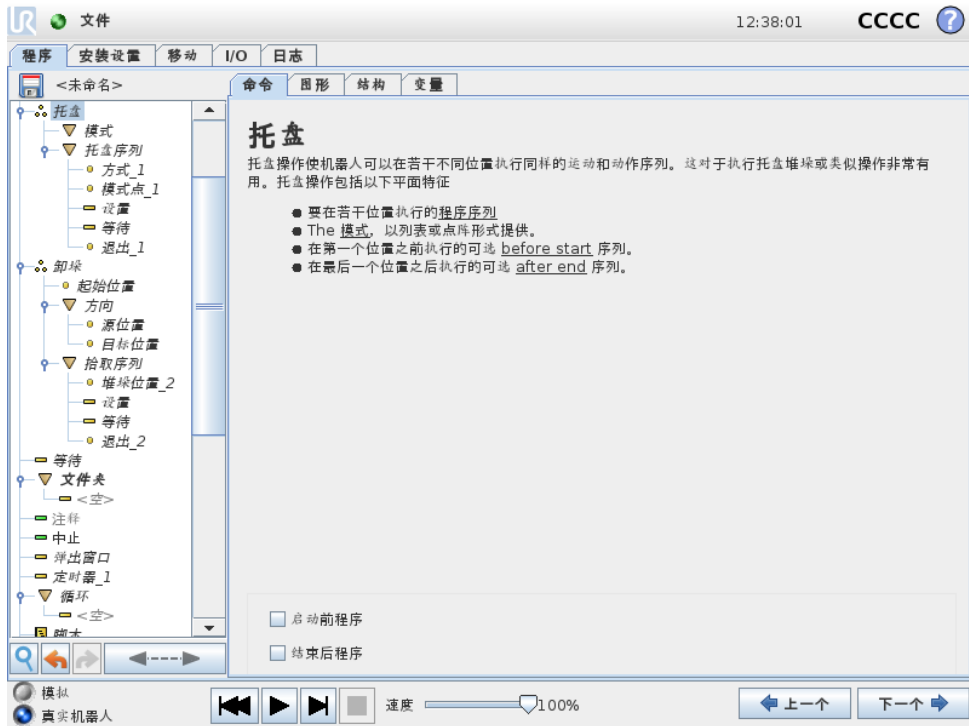 UR 文件 12:38:01 CCCC ?
程序 安装设置 移动 I/O 日志
<未命名>
命令 图形 结构 变量
托盘
模式
托盘序列
方式_1
模式点_1
设置
等待
退出_1
卸垛
起始位置
方向
源位置
目标位置
拾取序列
堆垛位置_2
设置
等待
退出_2
等待
文件夹
<空>
注释
中止
弹出窗口
定时器_1
循环
<空>
脚本
托盘
托盘操作使机器人可以在若干不同位置执行同样的运动和动作序列。这对于执行托盘堆垛或类似操作非常有
用。托盘操作包括以下平面特征
要在若干位置执行的程序序列
The 模式，以列表或点阵形式提供。
在第一个位置之前执行的可选 before start 序列。
在最后一个位置之后执行的可选 after end 序列。
启动前程序
结束后程序
模拟
真实机器人
速度 100%
上一个 下一个